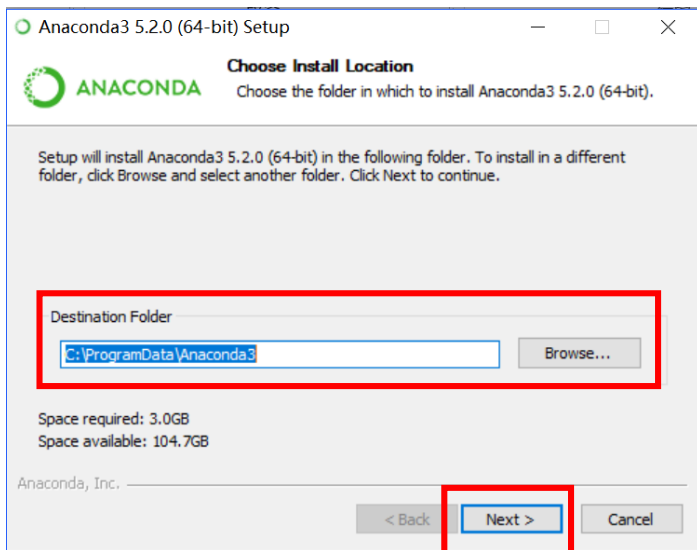 Anaconda3 5.2.0 (64-bit) Setup
ANACONDA
Choose Install Location
Choose the folder in which to install Anaconda3 5.2.0 (64-bit).
Setup will install Anaconda3 5.2.0 (64-bit) in the following folder. To install in a different
folder, click Browse and select another folder. Click Next to continue.
Destination Folder
C:\ProgramData\Anaconda3
Browse...
Space required: 3.0GB
Space available: 104.7GB
Anaconda, Inc.
< Back
Next >
Cancel